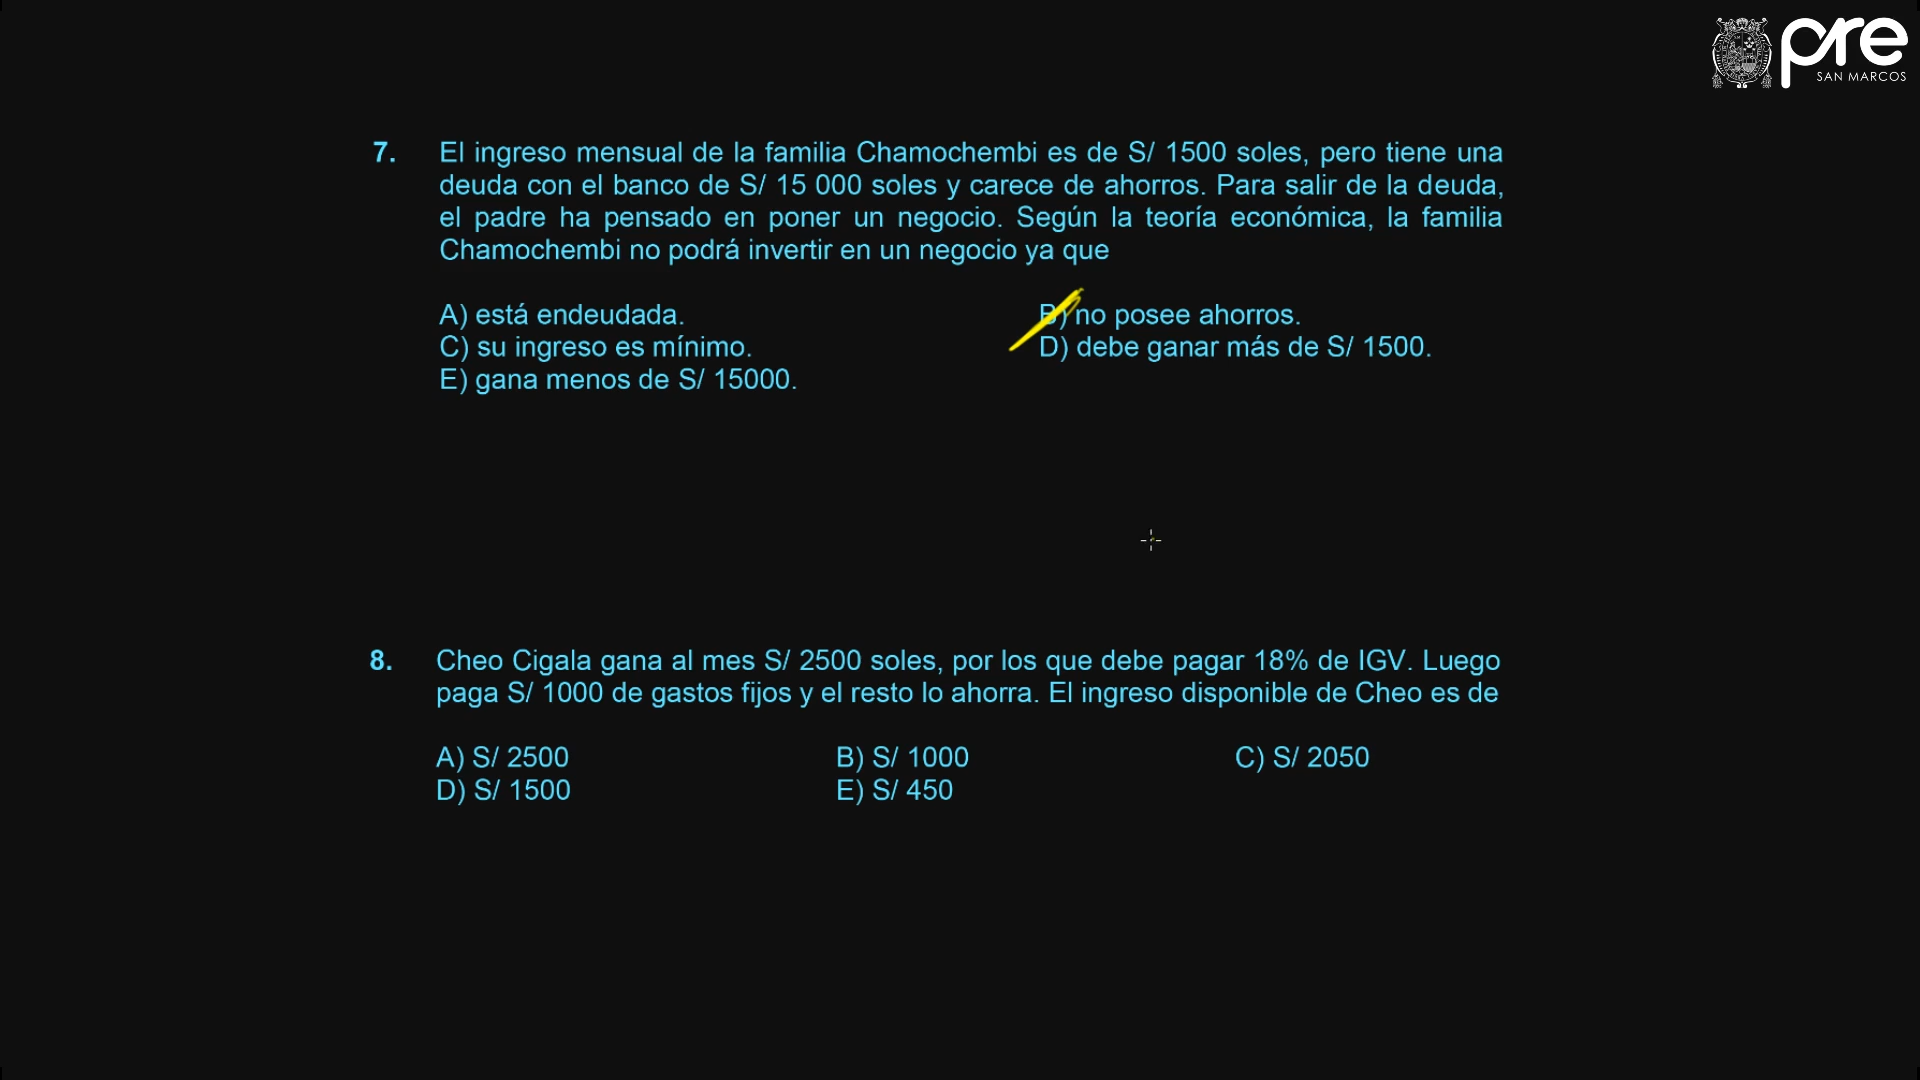 pre
SAN MARCOS
7. El ingreso mensual de la familia Chamochembi es de S/ 1500 soles, pero tiene una
deuda con el banco de S/ 15 000 soles y carece de ahorros. Para salir de la deuda,
el padre ha pensado en poner un negocio. Según la teoría económica, la familia
Chamochembi no podrá invertir en un negocio ya que
A) está endeudada. B) no posee ahorros.
C) su ingreso es mínimo. D) debe ganar más de S/ 1500.
E) gana menos de S/ 15000.
8. Cheo Cigala gana al mes S/ 2500 soles, por los que debe pagar 18% de IGV. Luego
paga S/ 1000 de gastos fijos y el resto lo ahorra. El ingreso disponible de Cheo es de
A) S/ 2500 B) S/ 1000 C) S/ 2050
D) S/ 1500 E) S/ 450